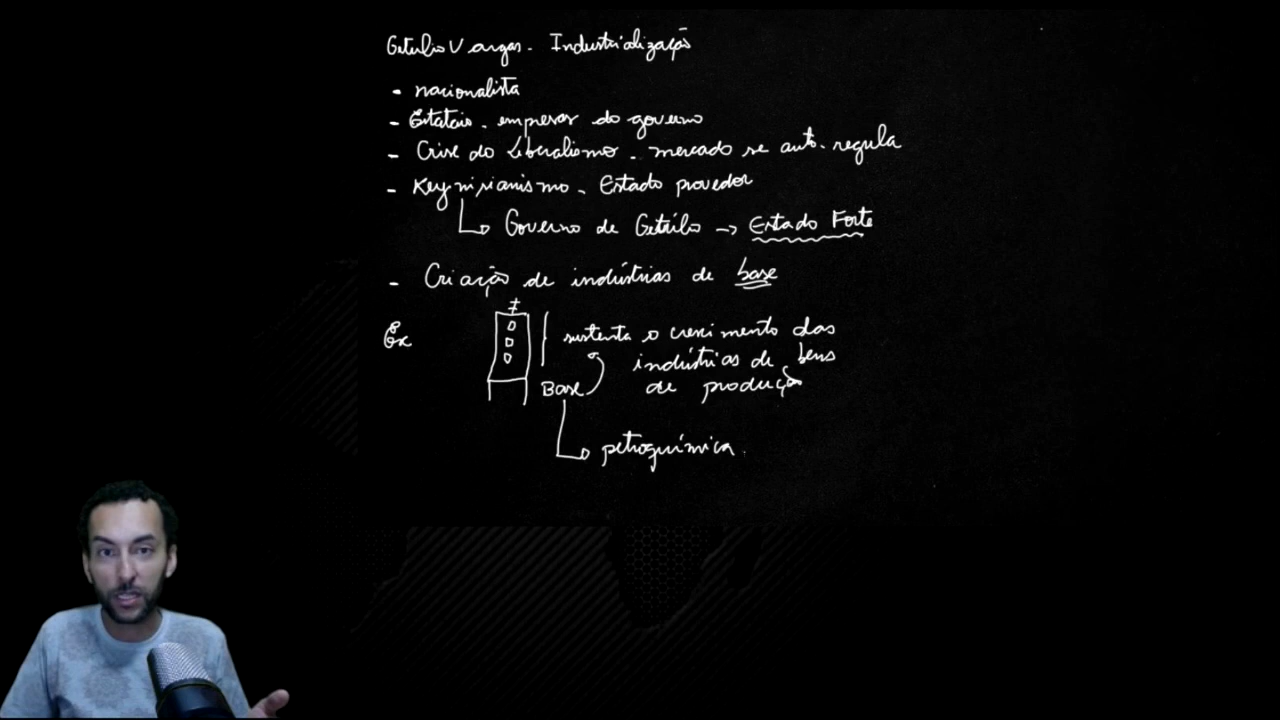 Getulio Vargas - Industrialização
- nacionalista
- Estatais - empresas do governo
- Crise do Liberalismo - mercado se auto-regula
- Keynisianismo - Estado provedor
Governo de Getúlio → Estado Forte
- Criação de indústrias de base
Ex
sustenta o crescimento das
indústrias de bens
de produção
Base
petroquímica